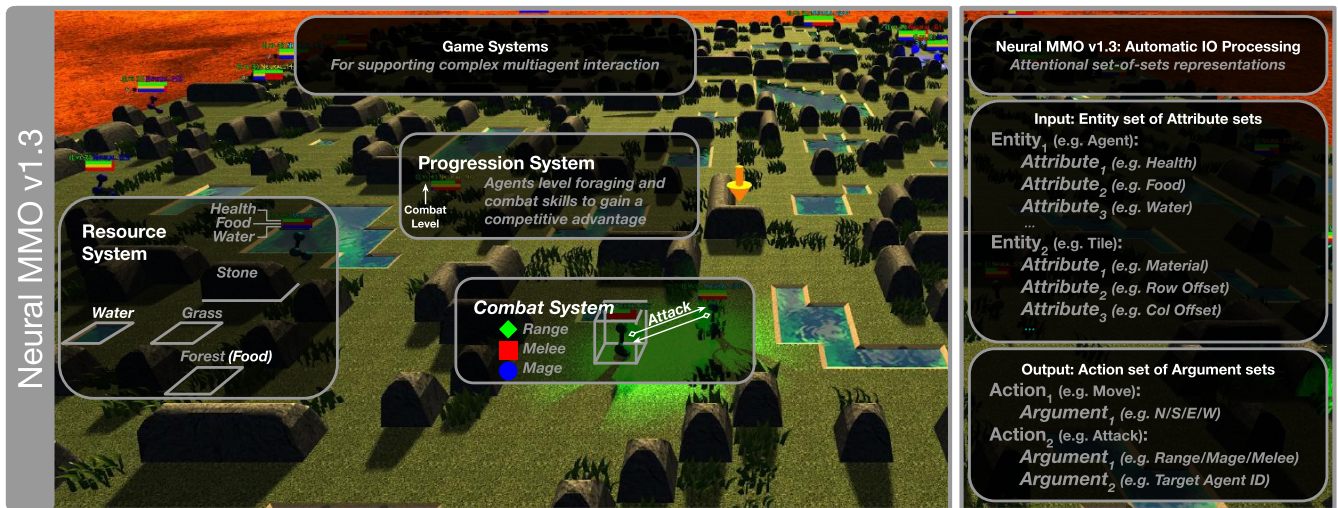 Neural MMO v1.3
Game Systems
For supporting complex multiagent interaction
Progression System
Combat
Level
Agents level foraging and
combat skills to gain a
competitive advantage
Resource
System
Health
Food
Water
Stone
Water
Grass
Forest (Food)
Combat System
Attack
Range
Melee
Mage
Neural MMO v1.3: Automatic IO Processing
Attentional set-of-sets representations
Input: Entity set of Attribute sets
Entity1 (e.g. Agent):
Attribute1 (e.g. Health)
Attribute2 (e.g. Food)
Attribute3 (e.g. Water)
...
Entity2 (e.g. Tile):
Attribute1 (e.g. Material)
Attribute2 (e.g. Row Offset)
Attribute3 (e.g. Col Offset)
...
Output: Action set of Argument sets
Action1 (e.g. Move):
Argument1 (e.g. N/S/E/W)
Action2 (e.g. Attack):
Argument1 (e.g. Range/Mage/Melee)
Argument2 (e.g. Target Agent ID)